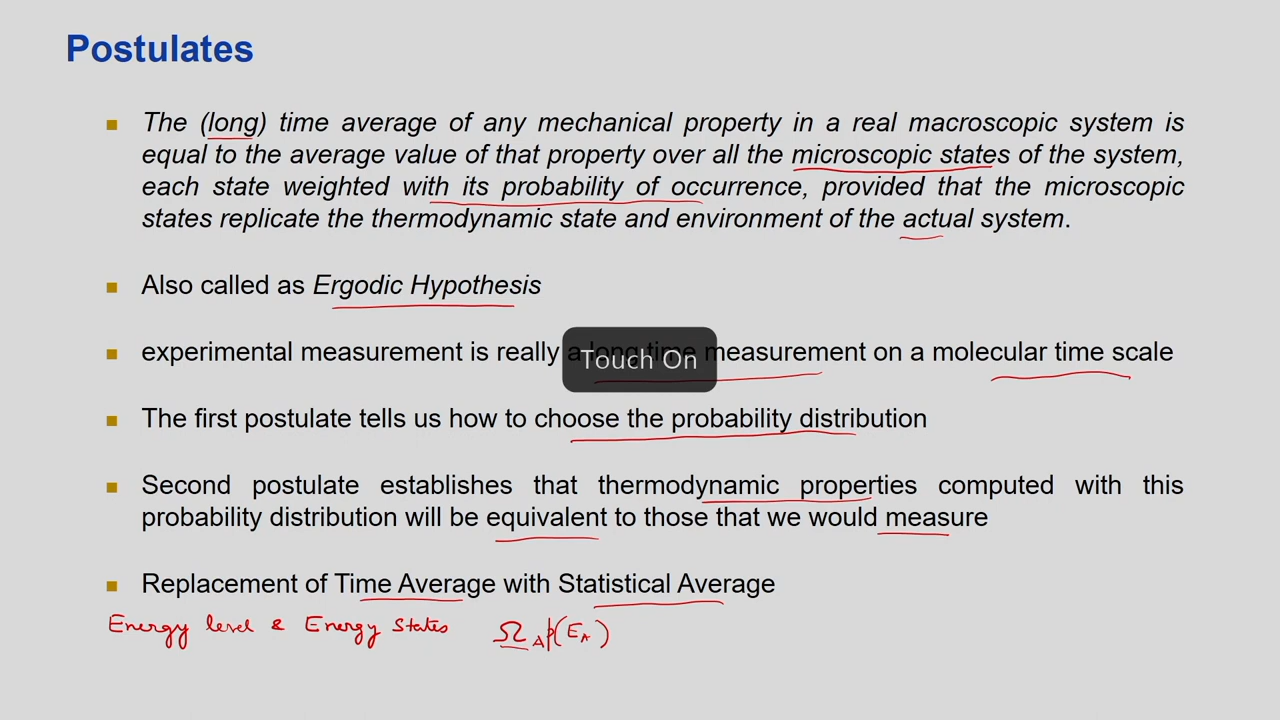 Postulates
The (long) time average of any mechanical property in a real macroscopic system is
equal to the average value of that property over all the microscopic states of the system,
each state weighted with its probability of occurrence, provided that the microscopic
states replicate the thermodynamic state and environment of the actual system.
Also called as Ergodic Hypothesis
experimental measurement is really a long time measurement on a molecular time scale
Touch On
The first postulate tells us how to choose the probability distribution
Second postulate establishes that thermodynamic properties computed with this
probability distribution will be equivalent to those that we would measure
Replacement of Time Average with Statistical Average
Energy level & Energy States Ω_A p(E_A)